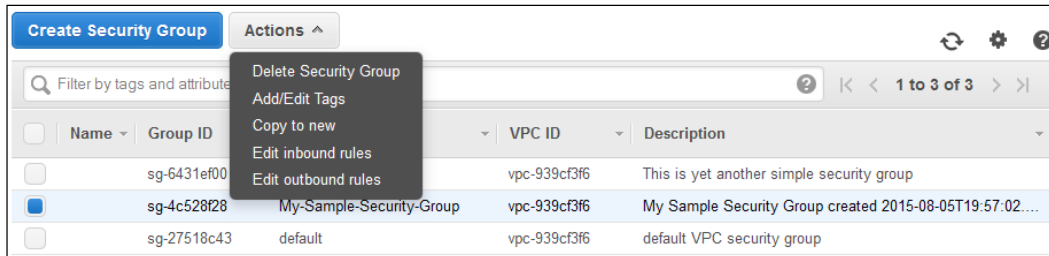 Create Security Group Actions
Delete Security Group
Filter by tags and attribute 1 to 3 of 3
Add/Edit Tags
Copy to new
Name Group ID VPC ID Description
Edit inbound rules
sg-6431ef00 vpc-939cf3f6 This is yet another simple security group
Edit outbound rules
sg-4c528f28 My-Sample-Security-Group vpc-939cf3f6 My Sample Security Group created 2015-08-05T19:57:02....
sg-27518c43 default vpc-939cf3f6 default VPC security group